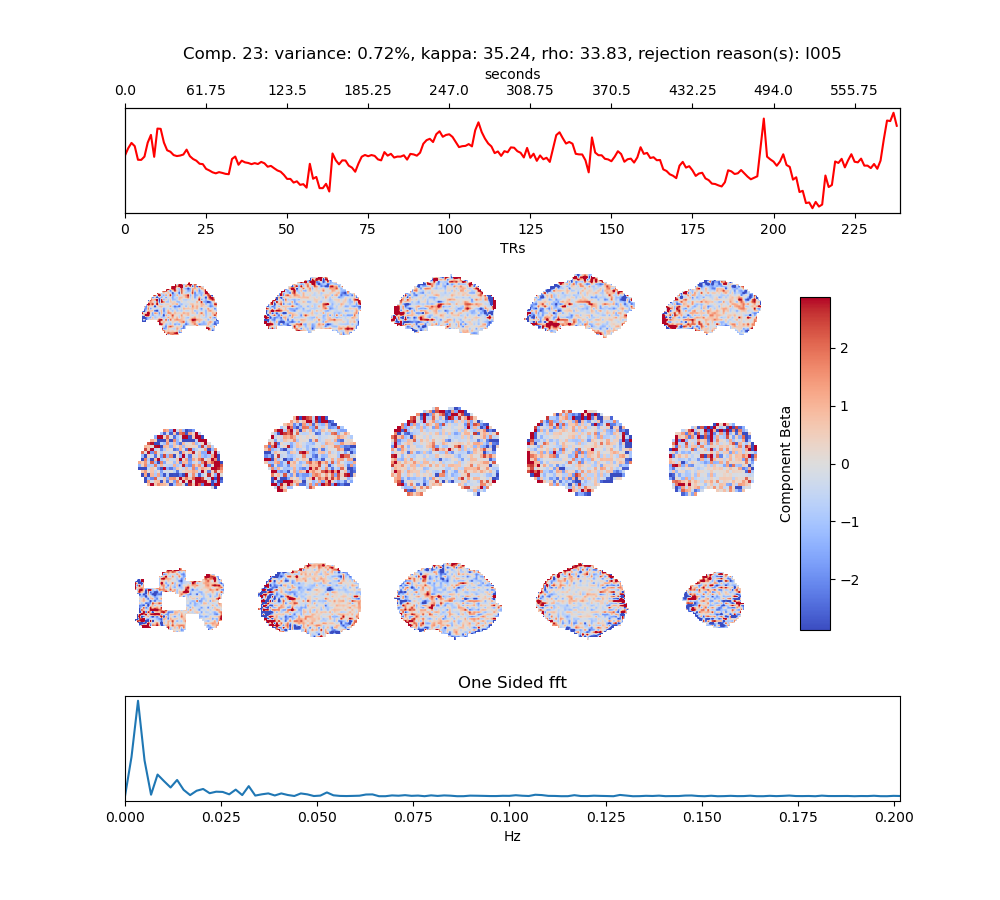 Comp. 23: variance: 0.72%, kappa: 35.24, rho: 33.83, rejection reason(s): I005
seconds
0.0 61.75 123.5 185.25 247.0 308.75 370.5 432.25 494.0 555.75
0 25 50 75 100 125 150 175 200 225
TRs
2
1
0
−1
−2
Component Beta
One Sided fft
0.000 0.025 0.050 0.075 0.100 0.125 0.150 0.175 0.200
Hz